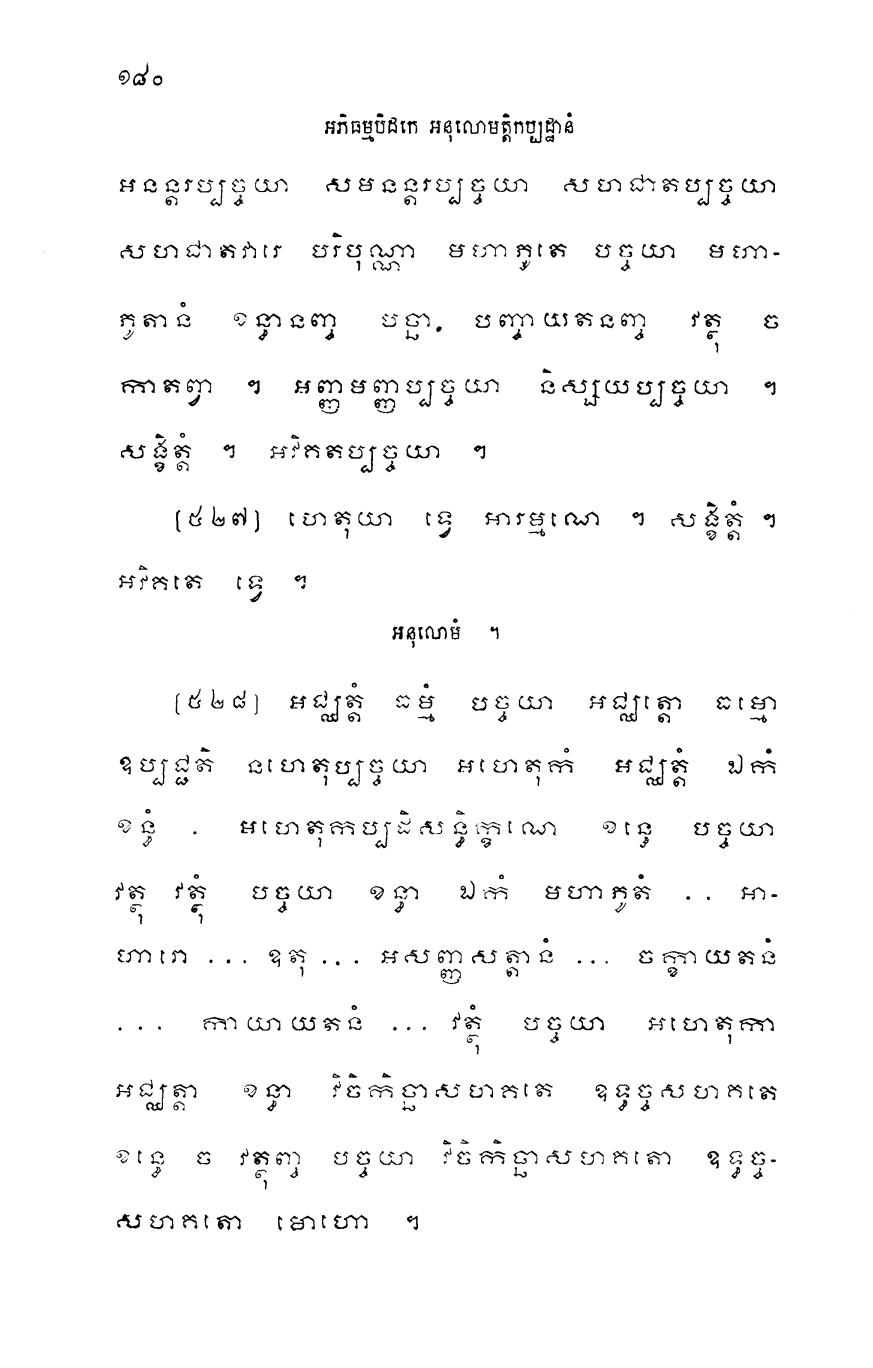 ១៨០
អភិធម្មបិដកេ អនុលោមត្តិកប្បដ្ឋានំ
អនន្តរប្បច្ចយា សមនន្តរប្បច្ចយា សហជាតប្បច្ចយា
សហជាតវារេ បរិបុណ្ណា មហាភូតេ បច្ចយា មហា-
ភូតានំ ខន្ធានញ្ច បច្ឆា. បញ្ចាយតនញ្ច វត្ថុ ច
កាតព្វា ។ អញ្ញមញ្ញប្បច្ចយា និស្សយប្បច្ចយា ។
សង្ខិត្តំ ។ អវិគតប្បច្ចយា ។
[៥២៧] ហេតុយា ទ្វេ អារម្មណេ ។ សង្ខិត្តំ ។
អវិគតេ ទ្វេ ។
អនុលោមំ ។
[៥២៨] អជ្ឈត្តំ ធម្មំ បច្ចយា អជ្ឈត្តោ ធម្មោ
ឧប្បជ្ជតិ នហេតុប្បច្ចយា អហេតុកំ អជ្ឈត្តំ ឯកំ
ខន្ធំ . អហេតុកប្បដិសន្ធិក្ខណេ ខន្ធេ បច្ចយា
វត្ថុ វត្ថុំ បច្ចយា ខន្ធា ឯកំ មហាភូតំ .. អា-
ហារេ ... ឧតុ ... អសញ្ញសត្តានំ ... ចក្ខាយតនំ
... កាយាយតនំ ... វត្ថុំ បច្ចយា អហេតុកា
អជ្ឈត្តា ខន្ធា វិចិកិច្ឆាសហគតេ ឧទ្ធច្ចសហគតេ
ខន្ធេ ច វត្ថុញ្ច បច្ចយា វិចិកិច្ឆាសហគតោ ឧទ្ធច្ច-
សហគតោ មោហោ ។